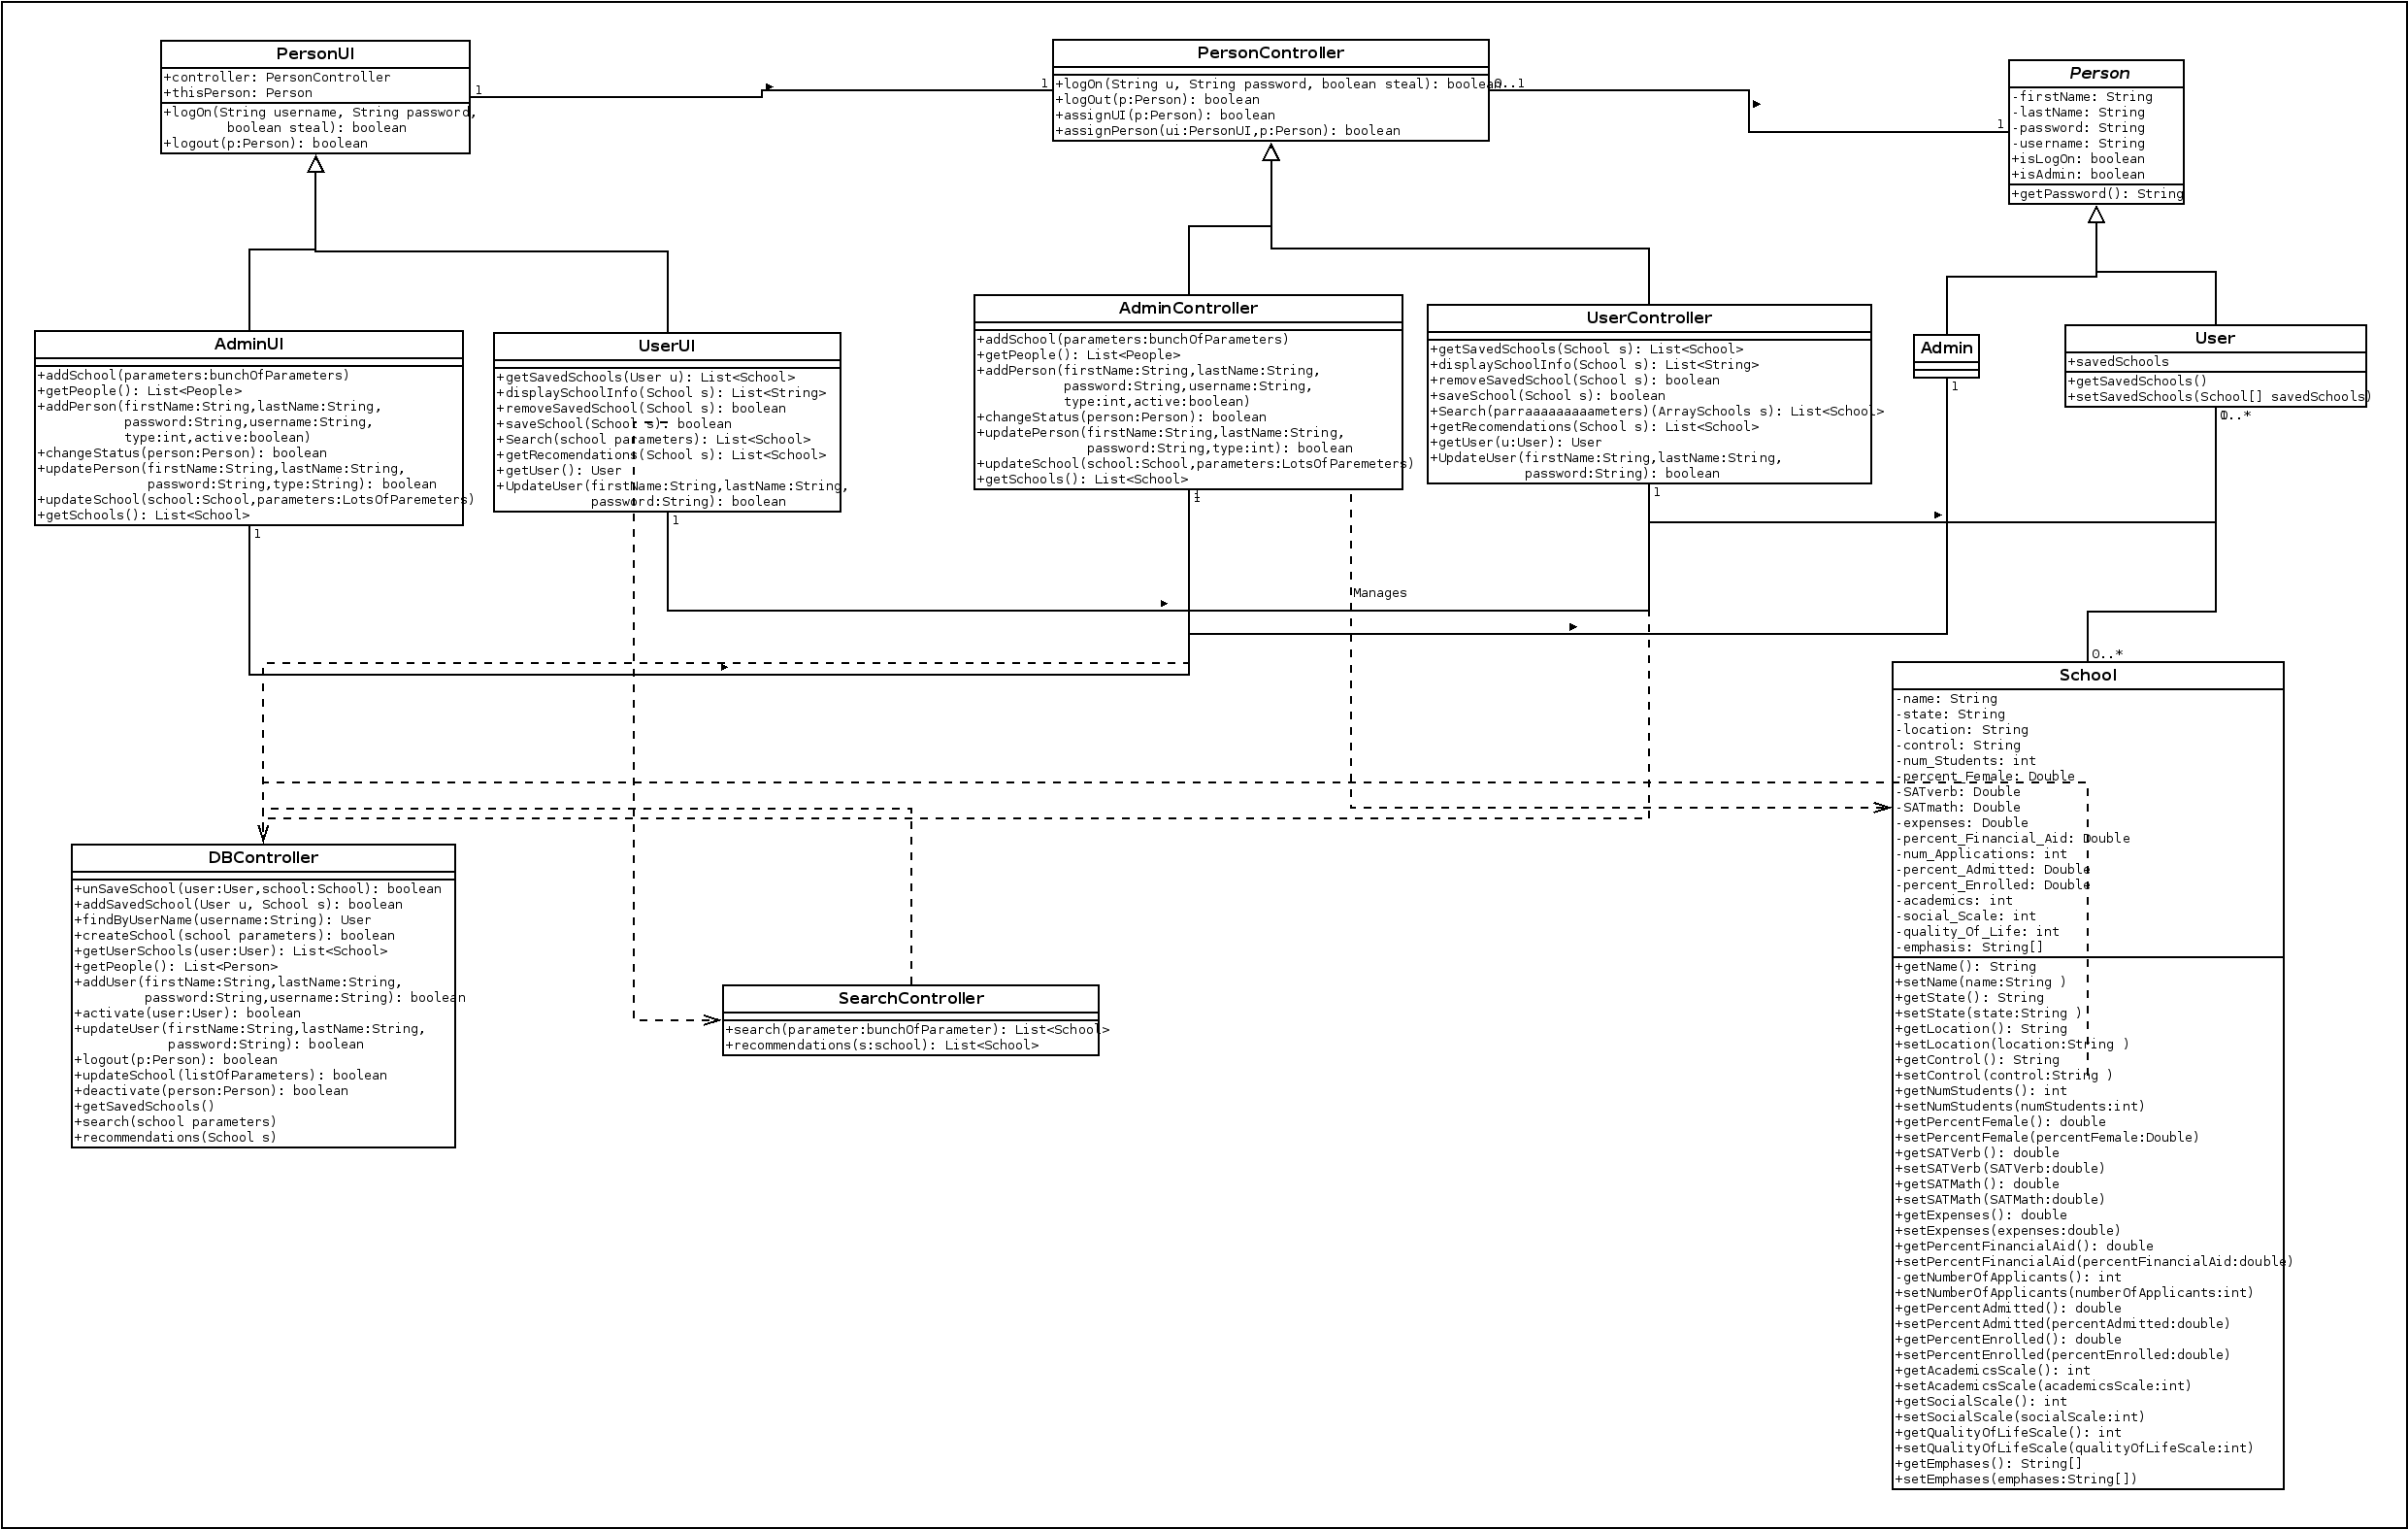 PersonUI
+controller: PersonController
+thisPerson: Person
+logOn(String username, String password,
boolean steal): boolean
+logout(p:Person): boolean
1
1
PersonController
+logOn(String u, String password, boolean steal): boolean
+logOut(p:Person): boolean
+assignUI(p:Person): boolean
+assignPerson(ui:PersonUI,p:Person): boolean
0..1
1
Person
-firstName: String
-lastName: String
-password: String
-username: String
+isLogOn: boolean
+isAdmin: boolean
+getPassword(): String
AdminUI
+addSchool(parameters:bunchOfParameters)
+getPeople(): List<People>
+addPerson(firstName:String,lastName:String,
password:String,username:String,
type:int,active:boolean)
+changeStatus(person:Person): boolean
+updatePerson(firstName:String,lastName:String,
password:String,type:String): boolean
+updateSchool(school:School,parameters:LotsOfParemeters)
+getSchools(): List<School>
1
UserUI
+getSavedSchools(User u): List<School>
+displaySchoolInfo(School s): List<String>
+removeSavedSchool(School s): boolean
+saveSchool(School s): boolean
+Search(school parameters): List<School>
+getRecomendations(School s): List<School>
+getUser(): User
+UpdateUser(firstName:String,lastName:String,
password:String): boolean
1
AdminController
+addSchool(parameters:bunchOfParameters)
+getPeople(): List<People>
+addPerson(firstName:String,lastName:String,
password:String,username:String,
type:int,active:boolean)
+changeStatus(person:Person): boolean
+updatePerson(firstName:String,lastName:String,
password:String,type:int): boolean
+updateSchool(school:School,parameters:LotsOfParemeters)
+getSchools(): List<School>
1
1
UserController
+getSavedSchools(School s): List<School>
+displaySchoolInfo(School s): List<String>
+removeSavedSchool(School s): boolean
+saveSchool(School s): boolean
+Search(parraaaaaaaaameters)(ArraySchools s): List<School>
+getRecomendations(School s): List<School>
+getUser(u:User): User
+UpdateUser(firstName:String,lastName:String,
password:String): boolean
1
Admin
1
User
+savedSchools
+getSavedSchools()
+setSavedSchools(School[] savedSchools)
1
0..*
Manages
0..*
School
-name: String
-state: String
-location: String
-control: String
-num_Students: int
-percent_Female: Double
-SATverb: Double
-SATmath: Double
-expenses: Double
-percent_Financial_Aid: Double
-num_Applications: int
-percent_Admitted: Double
-percent_Enrolled: Double
-academics: int
-social_Scale: int
-quality_Of_Life: int
-emphasis: String[]
+getName(): String
+setName(name:String )
+getState(): String
+setState(state:String )
+getLocation(): String
+setLocation(location:String )
+getControl(): String
+setControl(control:String )
+getNumStudents(): int
+setNumStudents(numStudents:int)
+getPercentFemale(): double
+setPercentFemale(percentFemale:Double)
+getSATVerb(): double
+setSATVerb(SATVerb:double)
+getSATMath(): double
+setSATMath(SATMath:double)
+getExpenses(): double
+setExpenses(expenses:double)
+getPercentFinancialAid(): double
+setPercentFinancialAid(percentFinancialAid:double)
-getNumberOfApplicants(): int
+setNumberOfApplicants(numberOfApplicants:int)
+getPercentAdmitted(): double
+setPercentAdmitted(percentAdmitted:double)
+getPercentEnrolled(): double
+setPercentEnrolled(percentEnrolled:double)
+getAcademicsScale(): int
+setAcademicsScale(academicsScale:int)
+getSocialScale(): int
+setSocialScale(socialScale:int)
+getQualityOfLifeScale(): int
+setQualityOfLifeScale(qualityOfLifeScale:int)
+getEmphases(): String[]
+setEmphases(emphases:String[])
DBController
+unSaveSchool(user:User,school:School): boolean
+addSavedSchool(User u, School s): boolean
+findByUserName(username:String): User
+createSchool(school parameters): boolean
+getUserSchools(user:User): List<School>
+getPeople(): List<Person>
+addUser(firstName:String,lastName:String,
password:String,username:String): boolean
+activate(user:User): boolean
+updateUser(firstName:String,lastName:String,
password:String): boolean
+logout(p:Person): boolean
+updateSchool(listOfParameters): boolean
+deactivate(person:Person): boolean
+getSavedSchools()
+search(school parameters)
+recommendations(School s)
SearchController
+search(parameter:bunchOfParameter): List<School>
+recommendations(s:school): List<School>